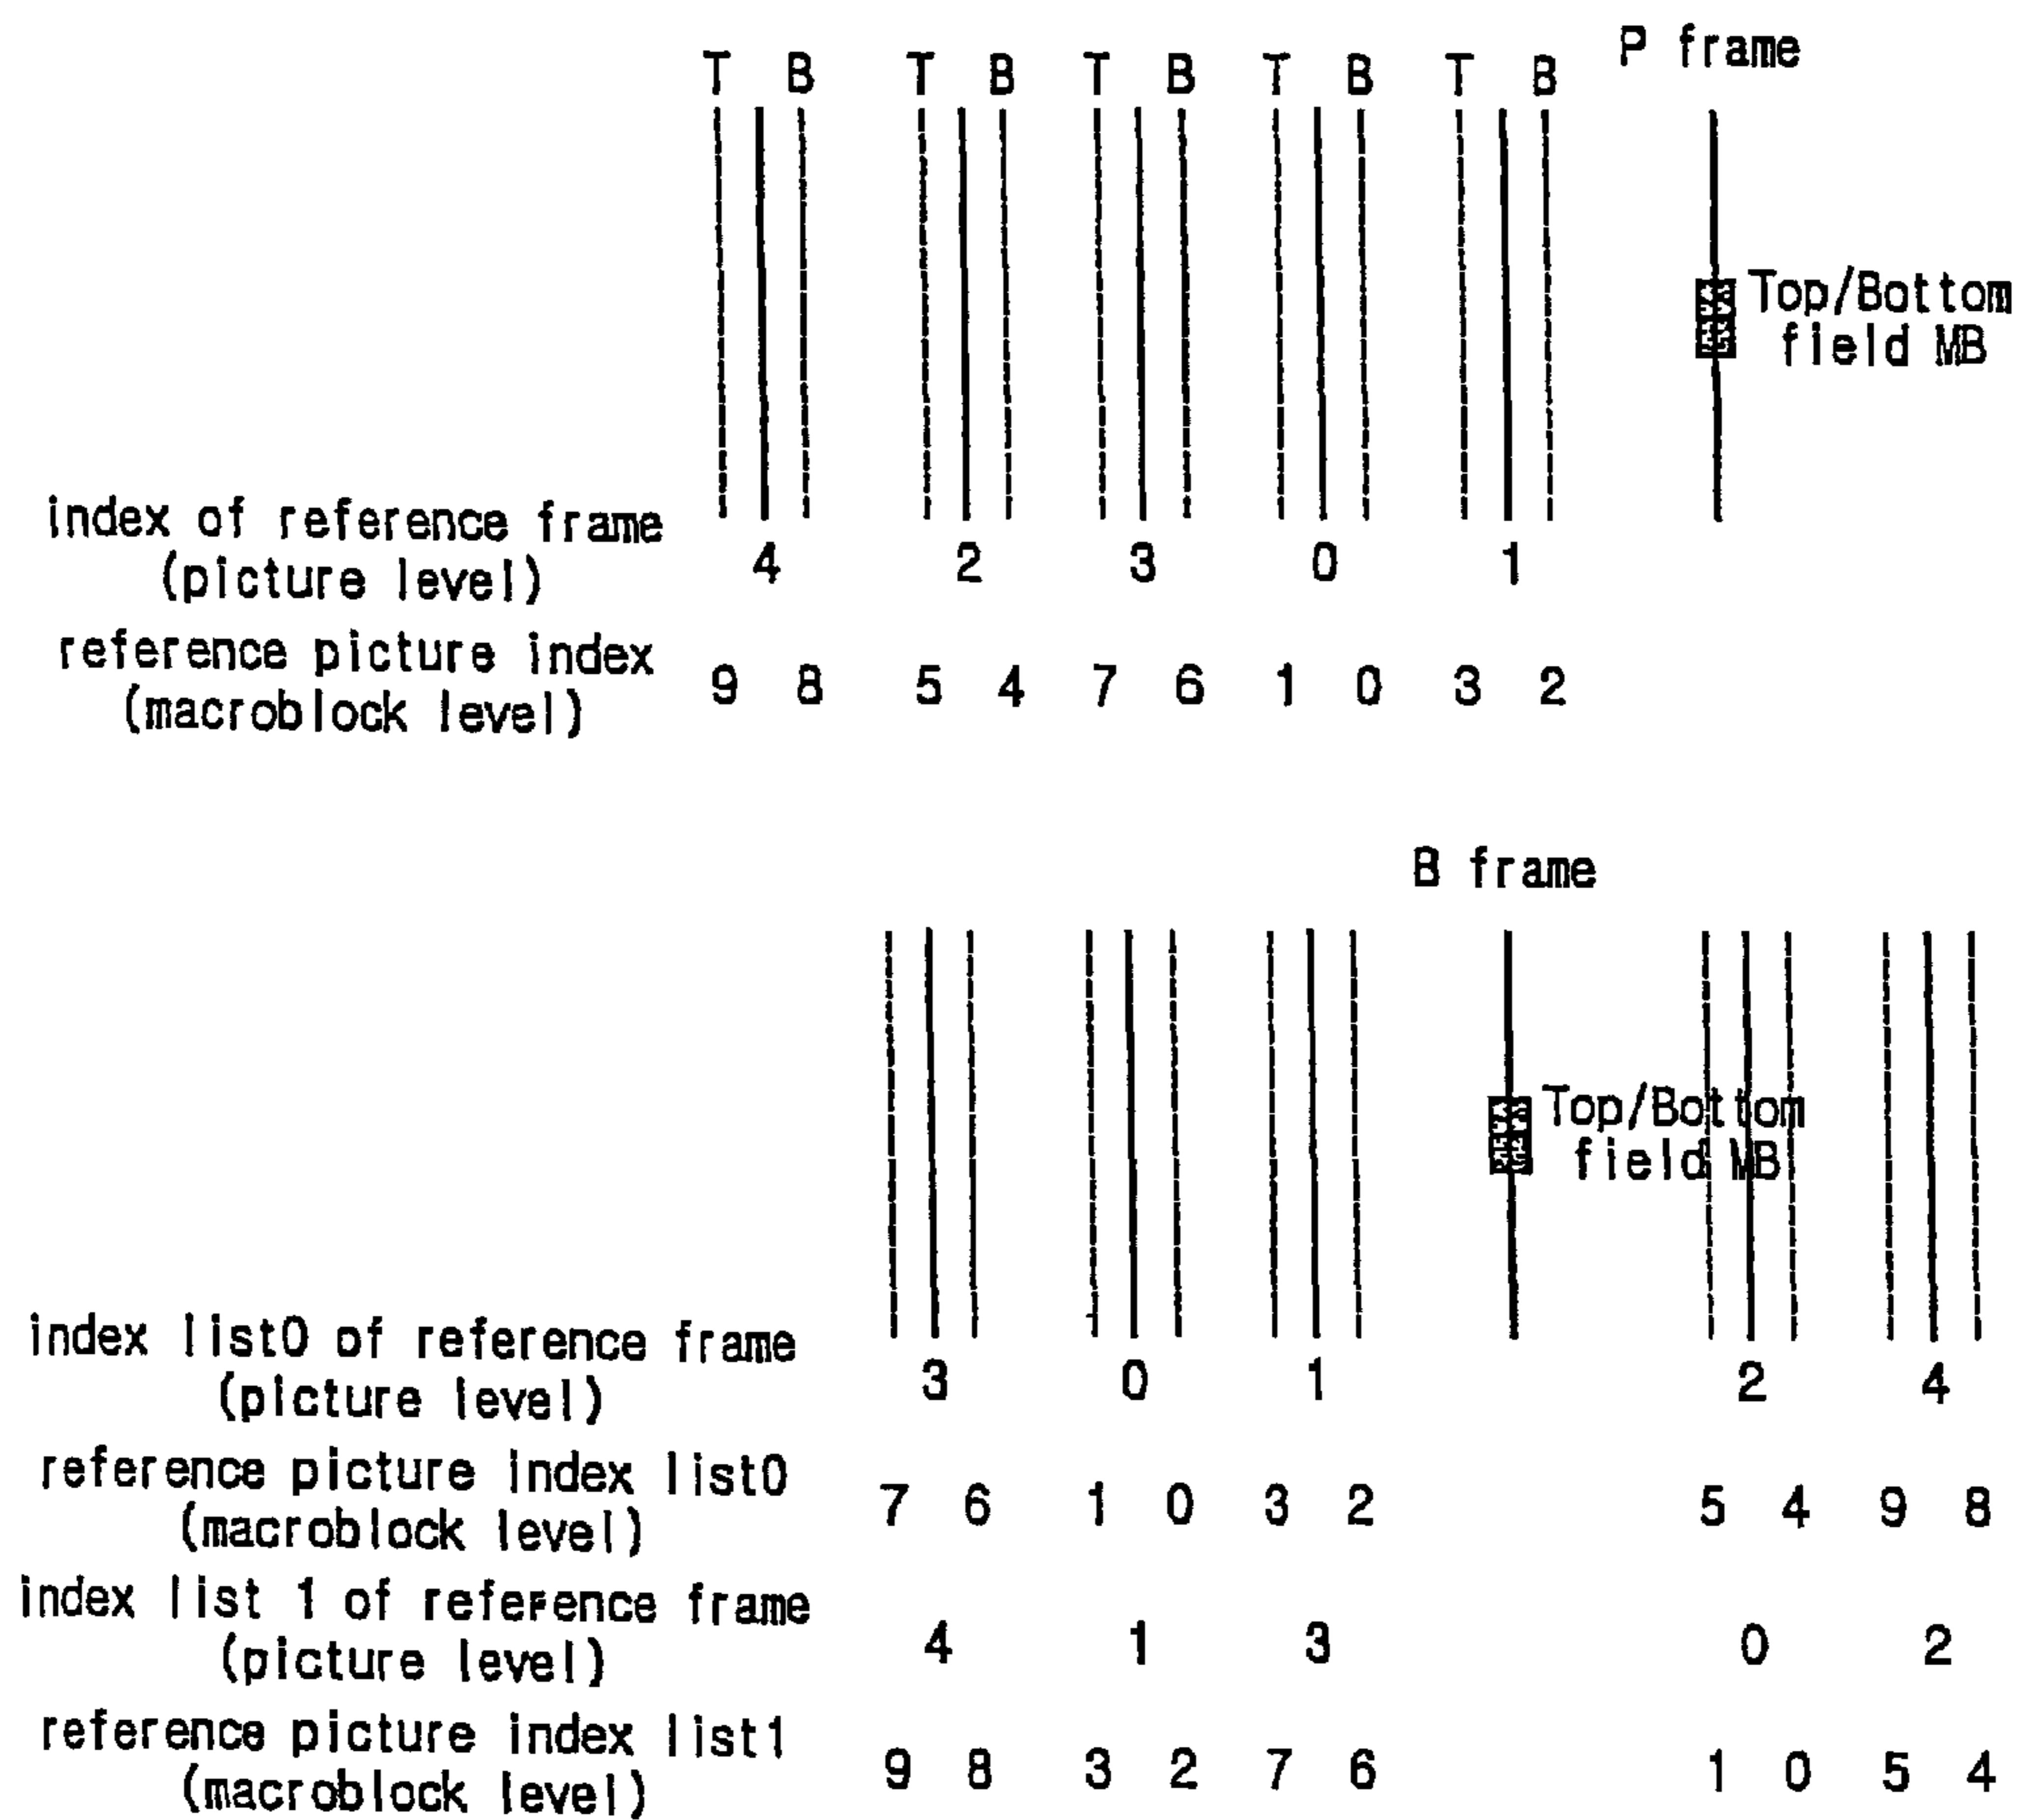 P frame
T B T B T B T B T B
Top/Bottom
field MB
index of reference frame
(picture level)
4 2 3 0 1
reference picture index
(macroblock level)
9 8 5 4 7 6 1 0 3 2
B frame
Top/Bottom
field MB
index list0 of reference frame
(picture level)
3 0 1 2 4
reference picture index list0
(macroblock level)
7 6 1 0 3 2 5 4 9 8
index list 1 of reference frame
(picture level)
4 1 3 0 2
reference picture index list1
(macroblock level)
9 8 3 2 7 6 1 0 5 4